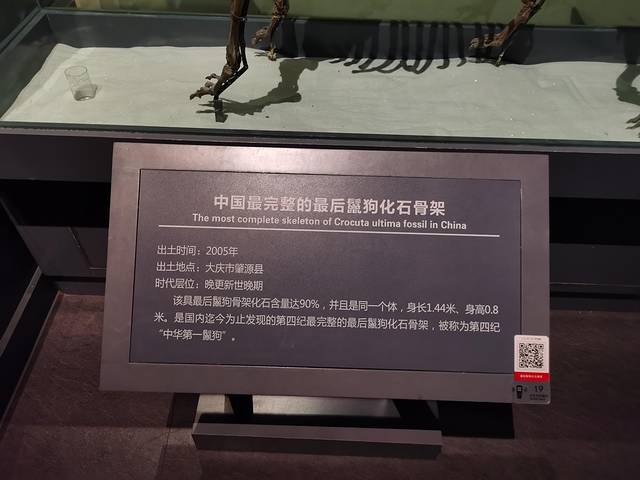 中国最完整的最后鬣狗化石骨架
The most complete skeleton of Crocuta ultima fossil in China
出土时间：2005年
出土地点：大庆市肇源县
时代层位：晚更新世晚期
该具最后鬣狗骨架化石含量达90%，并且是同一个体，身长1.44米、身高0.8
米。是国内迄今为止发现的第四纪最完整的最后鬣狗化石骨架，被称为第四纪
“中华第一鬣狗”。
19